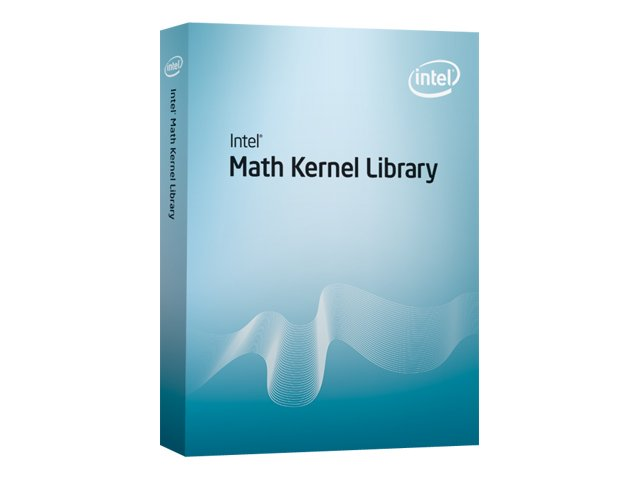 intel
Intel® Math Kernel Library
intel
Intel®
Math Kernel Library